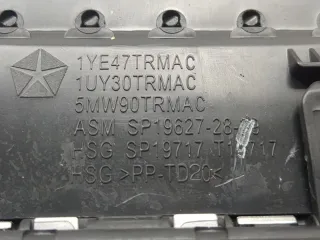 1YE47TRMAC
1UY30TRMAC
5MW90TRMAC
ASM SP19627-28-
HSG SP19717
HSG >PP-TD20<